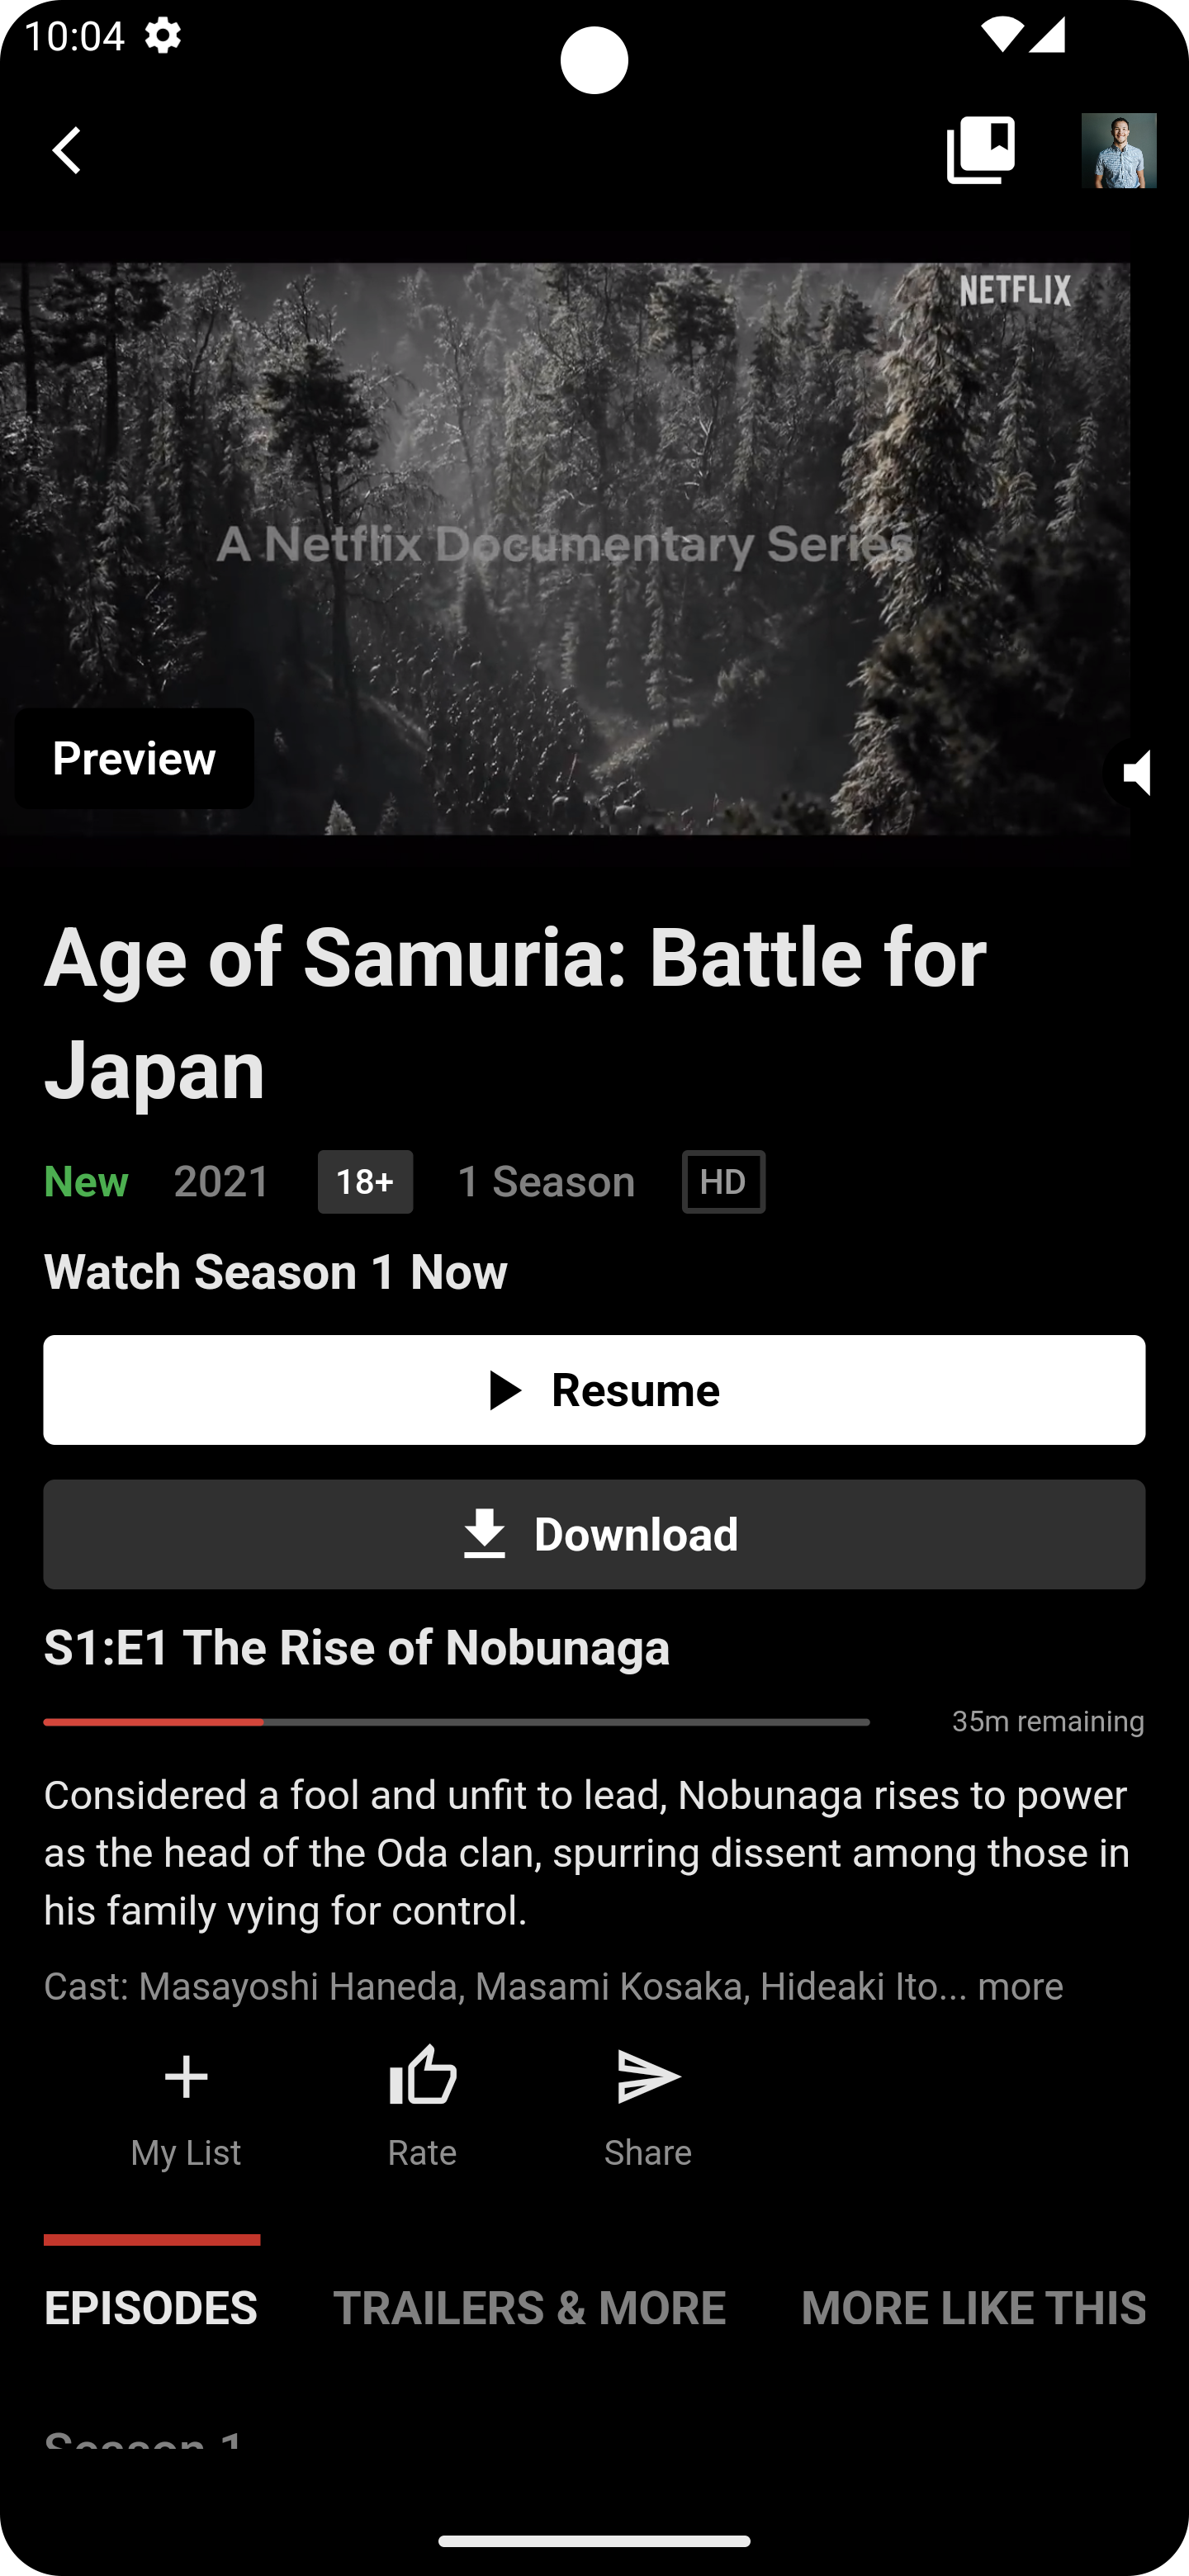 10:04
NETFLIX
A Netflix Documentary Series
Preview
Age of Samuria: Battle for
Japan
New 2021 18+ 1 Season HD
Watch Season 1 Now
Resume
Download
S1:E1 The Rise of Nobunaga
35m remaining
Considered a fool and unfit to lead, Nobunaga rises to power
as the head of the Oda clan, spurring dissent among those in
his family vying for control.
Cast: Masayoshi Haneda, Masami Kosaka, Hideaki Ito... more
My List Rate Share
EPISODES TRAILERS & MORE MORE LIKE THIS
Season 1